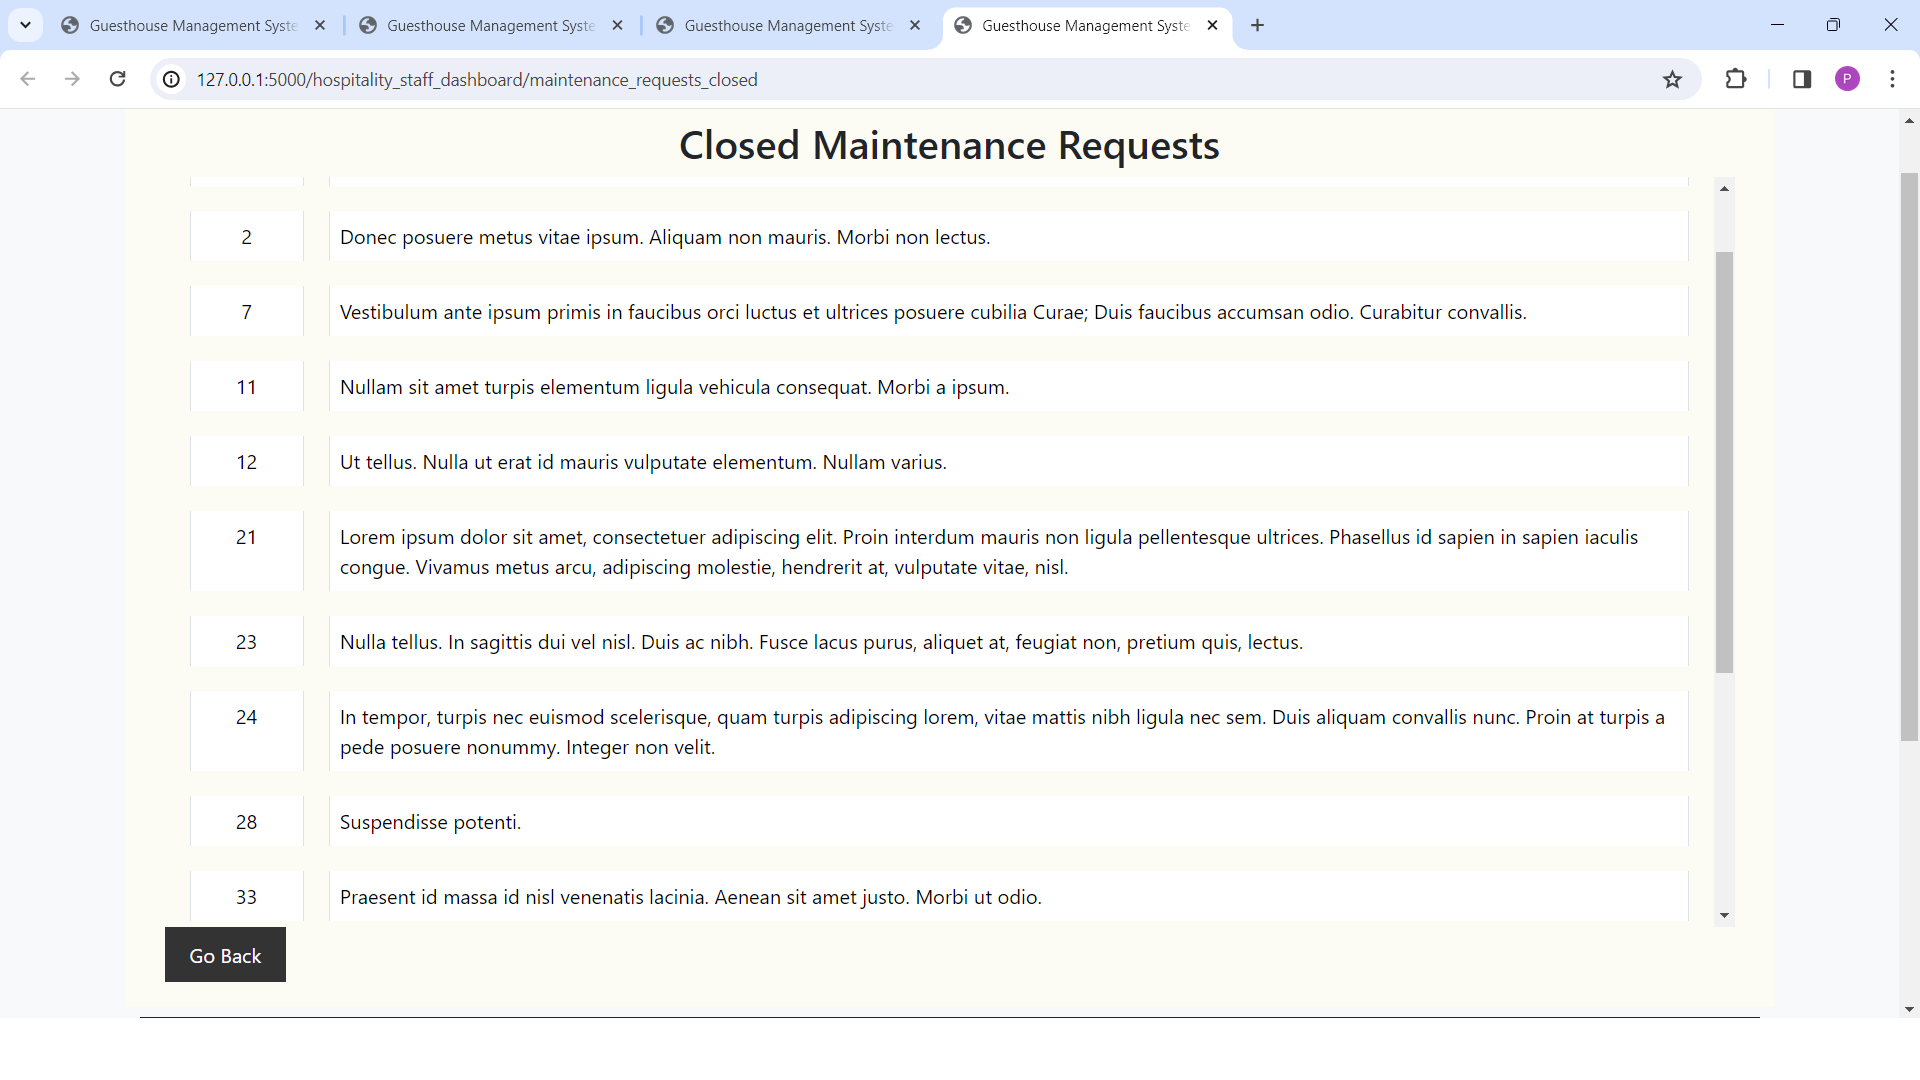 Guesthouse Management Syste
Guesthouse Management Syste
Guesthouse Management Syste
Guesthouse Management Syste
127.0.0.1:5000/hospitality_staff_dashboard/maintenance_requests_closed
P
Closed Maintenance Requests
2 Donec posuere metus vitae ipsum. Aliquam non mauris. Morbi non lectus.
7 Vestibulum ante ipsum primis in faucibus orci luctus et ultrices posuere cubilia Curae; Duis faucibus accumsan odio. Curabitur convallis.
11 Nullam sit amet turpis elementum ligula vehicula consequat. Morbi a ipsum.
12 Ut tellus. Nulla ut erat id mauris vulputate elementum. Nullam varius.
21 Lorem ipsum dolor sit amet, consectetuer adipiscing elit. Proin interdum mauris non ligula pellentesque ultrices. Phasellus id sapien in sapien iaculis
congue. Vivamus metus arcu, adipiscing molestie, hendrerit at, vulputate vitae, nisl.
23 Nulla tellus. In sagittis dui vel nisl. Duis ac nibh. Fusce lacus purus, aliquet at, feugiat non, pretium quis, lectus.
24 In tempor, turpis nec euismod scelerisque, quam turpis adipiscing lorem, vitae mattis nibh ligula nec sem. Duis aliquam convallis nunc. Proin at turpis a
pede posuere nonummy. Integer non velit.
28 Suspendisse potenti.
33 Praesent id massa id nisl venenatis lacinia. Aenean sit amet justo. Morbi ut odio.
Go Back